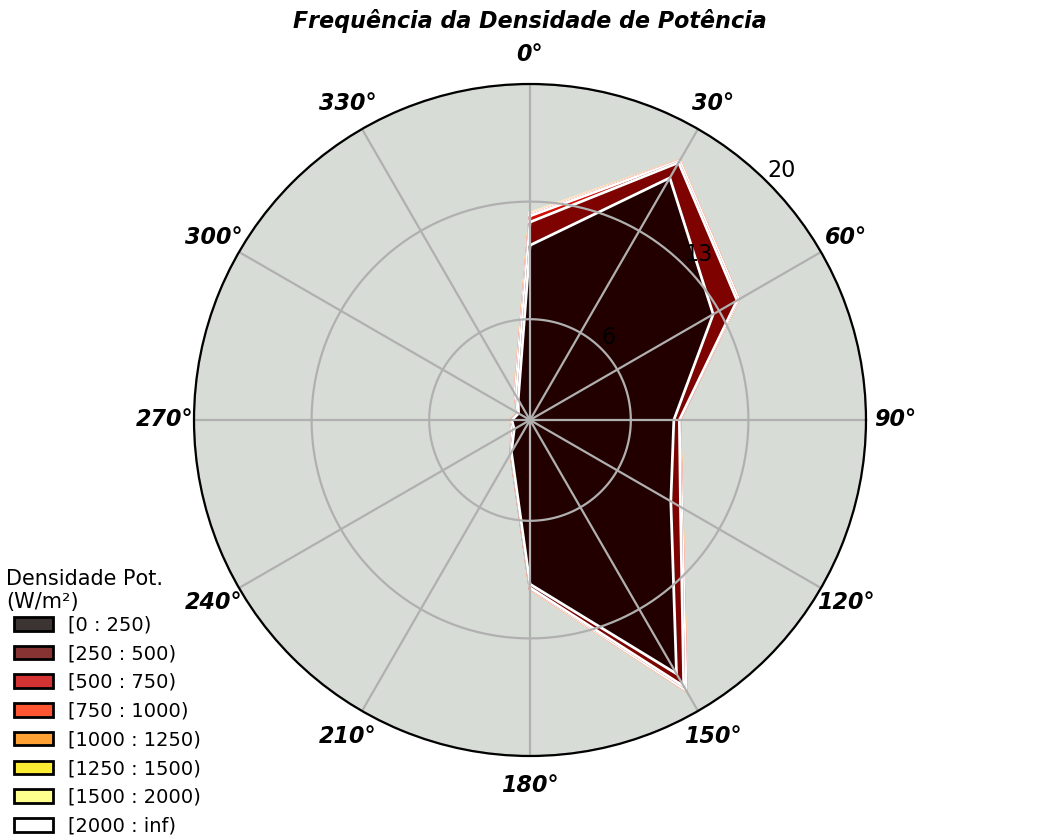 Frequência da Densidade de Potência
0°
330°
30°
20
300°
60°
13
6
270°
90°
Densidade Pot.
(W/m²)
240°
120°
[0 : 250)
[250 : 500)
[500 : 750)
[750 : 1000)
[1000 : 1250)
[1250 : 1500)
[1500 : 2000)
[2000 : inf)
210°
150°
180°